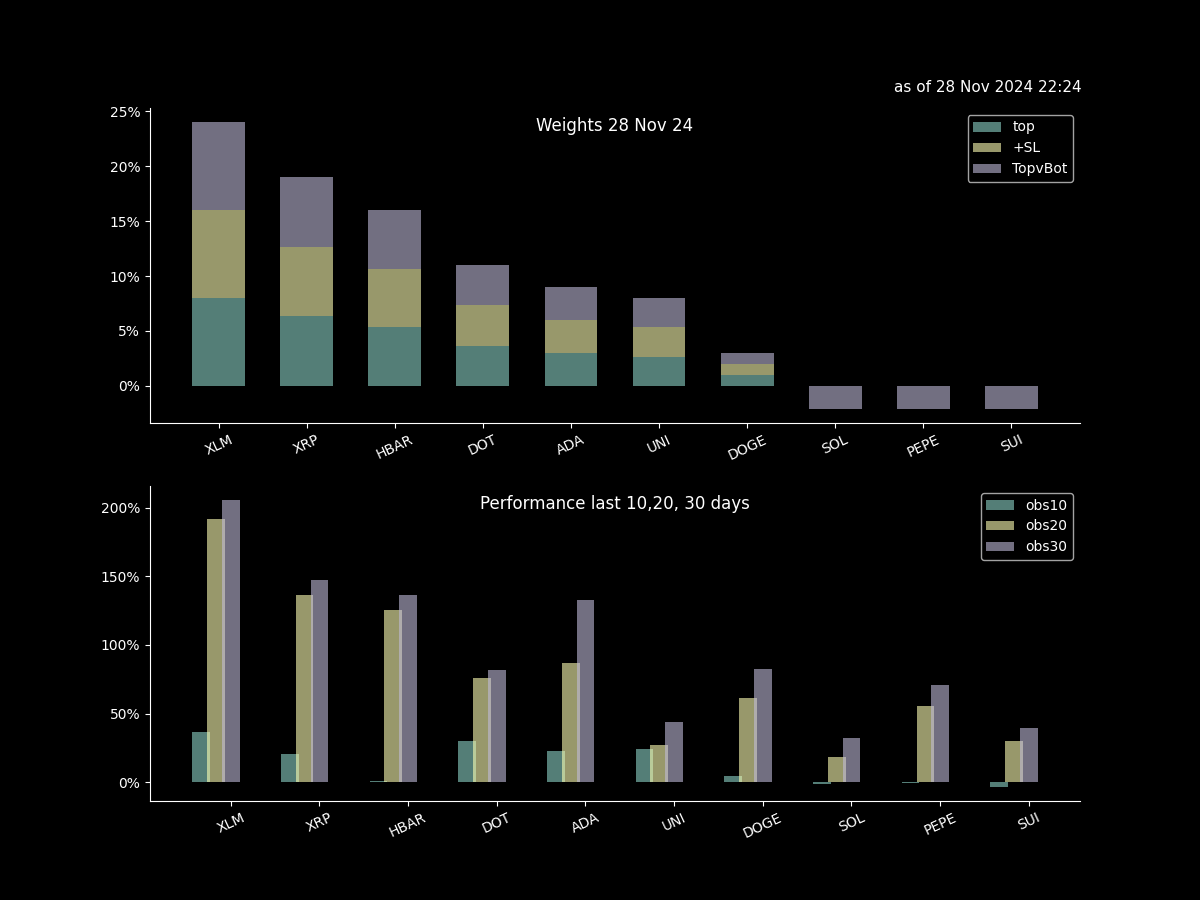 as of 28 Nov 2024 22:24
Weights 28 Nov 24
top
+SL
TopvBot
25%
20%
15%
10%
5%
0%
XLM XRP HBAR DOT ADA UNI DOGE SOL PEPE SUI
Performance last 10,20, 30 days
obs10
obs20
obs30
200%
150%
100%
50%
0%
XLM XRP HBAR DOT ADA UNI DOGE SOL PEPE SUI